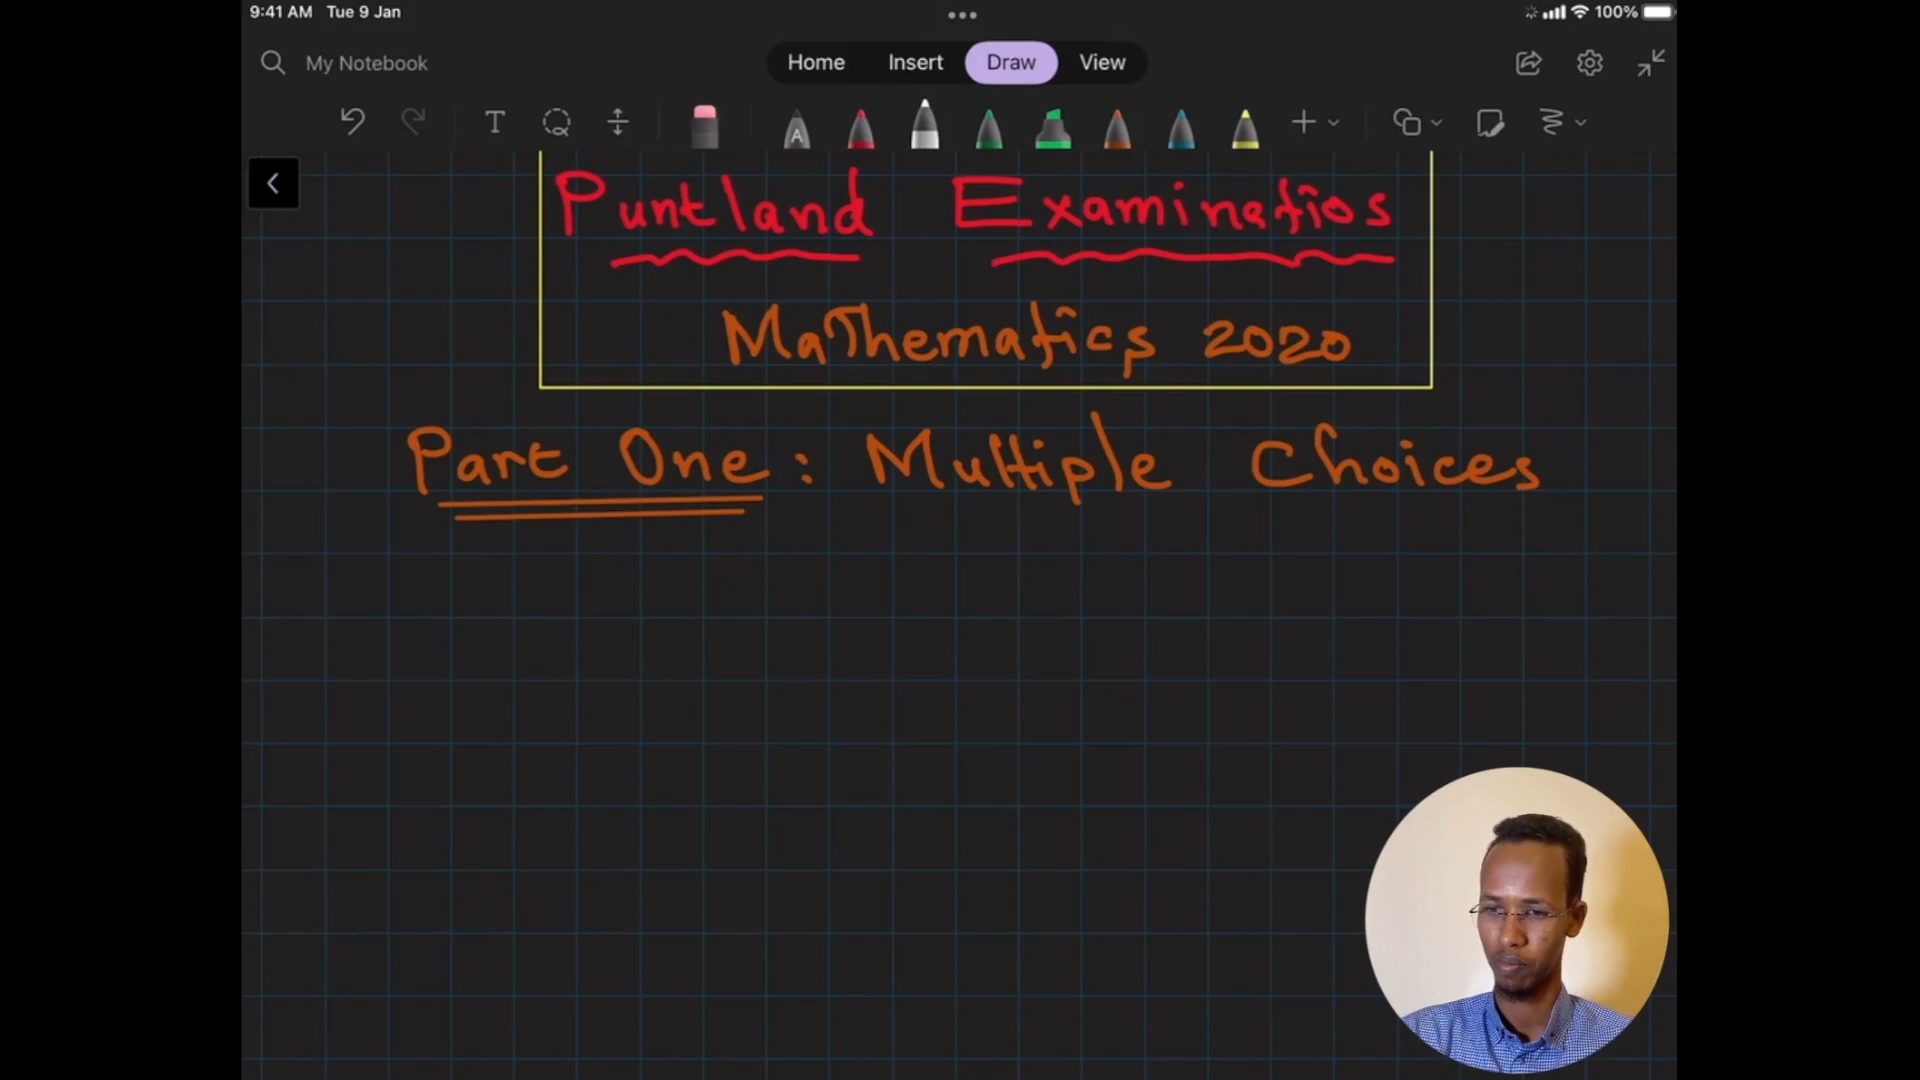 9:41 AM Tue 9 Jan 100%
My Notebook Home Insert Draw View
T A
Puntland Examinatios
Mathematics 2020
Part One : Multiple Choices